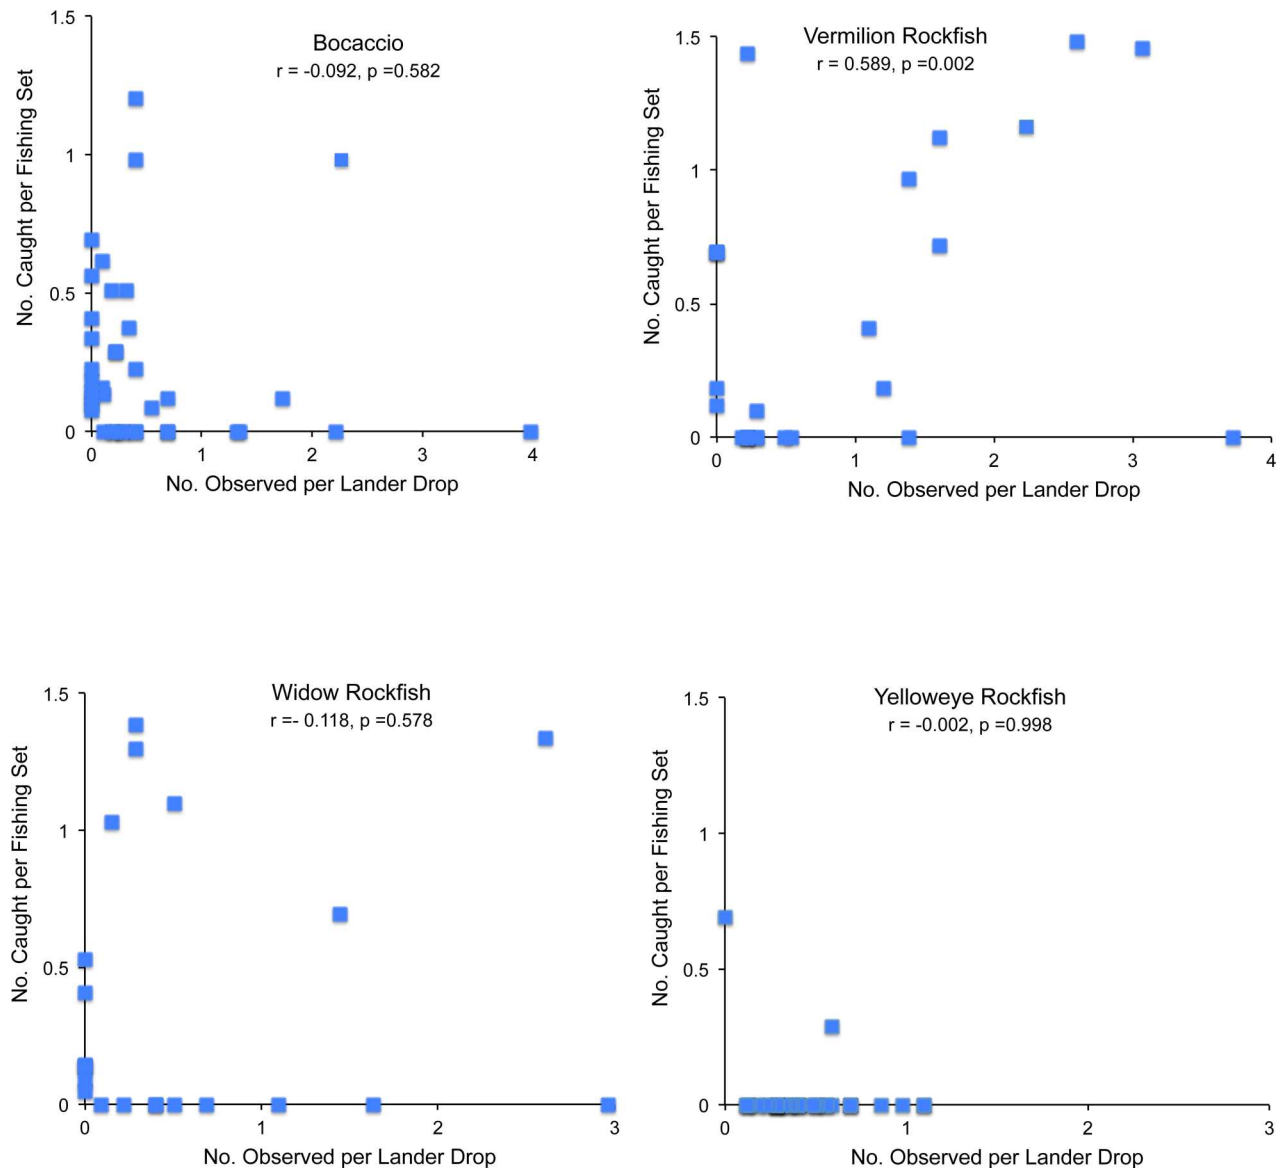 Bocaccio
r = -0.092, p =0.582
No. Caught per Fishing Set
1.5
1
0.5
0
0 1 2 3 4
No. Observed per Lander Drop
Vermilion Rockfish
r = 0.589, p =0.002
No. Caught per Fishing Set
1.5
1
0.5
0
0 1 2 3 4
No. Observed per Lander Drop
Widow Rockfish
r =- 0.118, p =0.578
No. Caught per Fishing Set
1.5
1
0.5
0
0 1 2 3
No. Observed per Lander Drop
Yelloweye Rockfish
r = -0.002, p =0.998
No. Caught per Fishing Set
1.5
1
0.5
0
0 1 2 3
No. Observed per Lander Drop